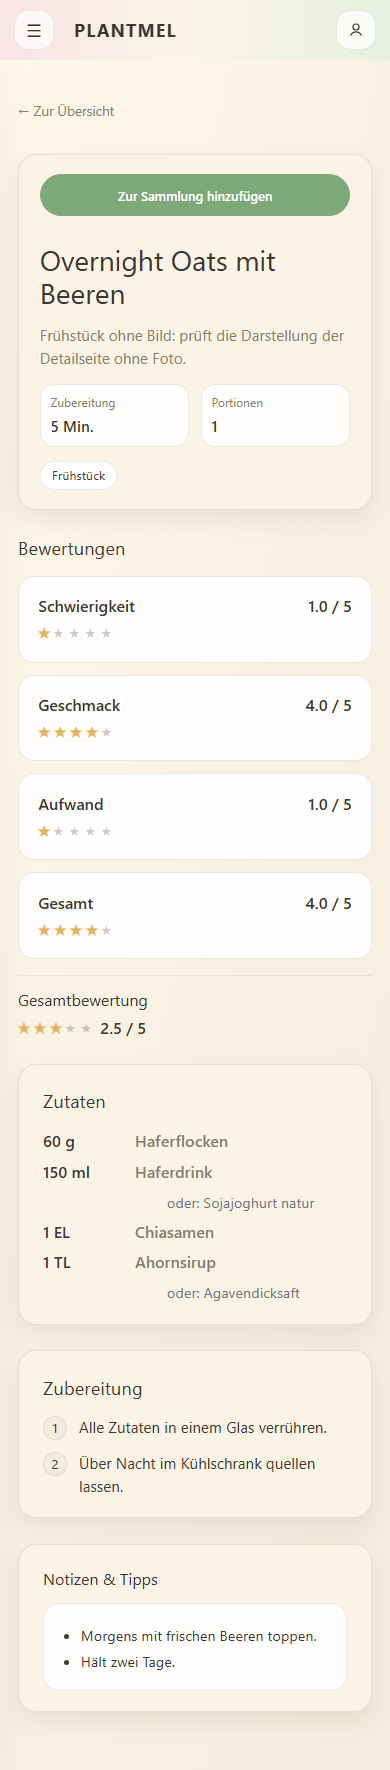 ☰ PLANTMEL
← Zur Übersicht
Zur Sammlung hinzufügen
Overnight Oats mit
Beeren
Frühstück ohne Bild: prüft die Darstellung der
Detailseite ohne Foto.
Zubereitung
5 Min.
Portionen
1
Frühstück
Bewertungen
Schwierigkeit 1.0 / 5
★★★★★
Geschmack 4.0 / 5
★★★★★
Aufwand 1.0 / 5
★★★★★
Gesamt 4.0 / 5
★★★★★
Gesamtbewertung
★★★★★ 2.5 / 5
Zutaten
60 g Haferflocken
150 ml Haferdrink
oder: Sojajoghurt natur
1 EL Chiasamen
1 TL Ahornsirup
oder: Agavendicksaft
Zubereitung
1 Alle Zutaten in einem Glas verrühren.
2 Über Nacht im Kühlschrank quellen
lassen.
Notizen & Tipps
• Morgens mit frischen Beeren toppen.
• Hält zwei Tage.